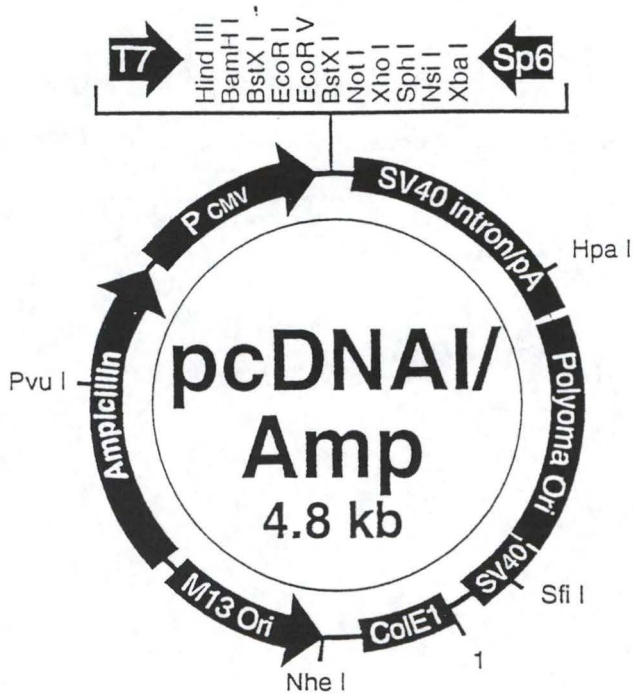 T7
Hind III
BamH I
BstX I
EcoR I
EcoR V
BstX I
Not I
Xho I
Sph I
Nsi I
Xba I
Sp6
P CMV
SV40 intron/pA
Hpa I
Polyoma Ori
SV40
Sfi I
1
ColE1
Nhe I
M13 Ori
Ampicillin
Pvu I
pcDNAI/
Amp
4.8 kb